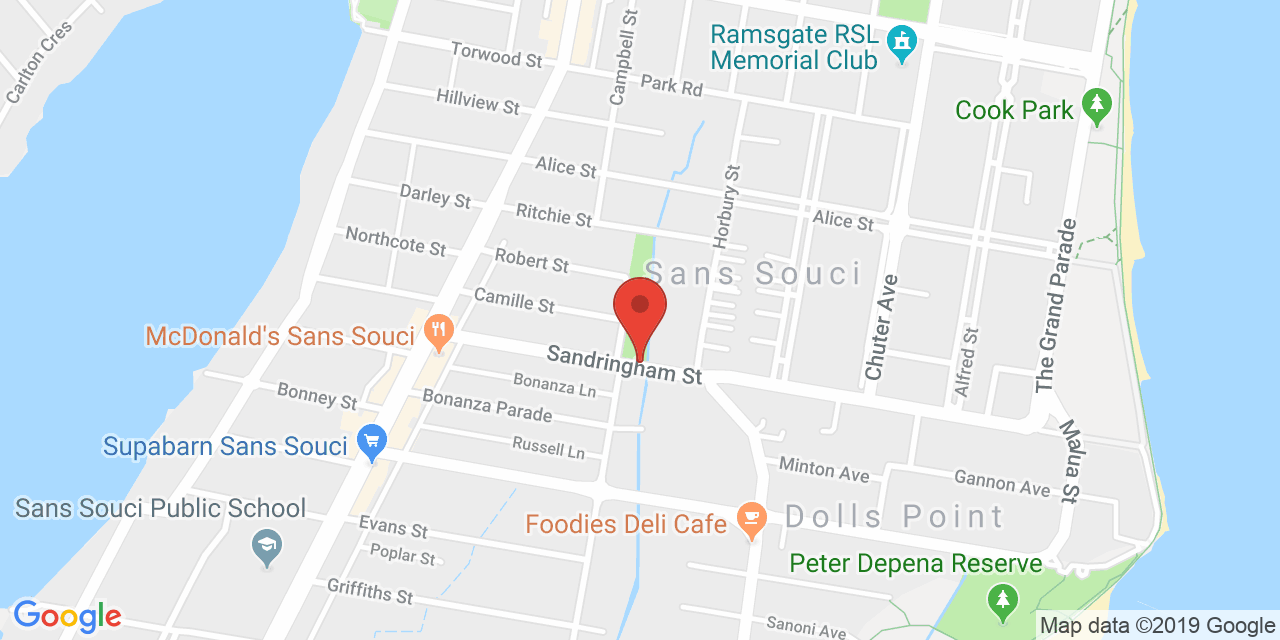 Carlton Cres
Torwood St
Campbell St
Ramsgate RSL
Memorial Club
Park Rd
Hillview St
Cook Park
Alice St
Darley St
Ritchie St
Horbury St
Alice St
Northcote St
Robert St
Sans Souci
The Grand Parade
Camille St
Chuter Ave
McDonald's Sans Souci
Sandringham St
Alfred St
Bonanza Ln
Bonney St
Bonanza Parade
Supabarn Sans Souci
Russell Ln
Malua St
Minton Ave
Gannon Ave
Sans Souci Public School
Evans St
Foodies Deli Cafe
Dolls Point
Poplar St
Peter Depena Reserve
Griffiths St
Google
Sanoni Ave
Map data ©2019 Google